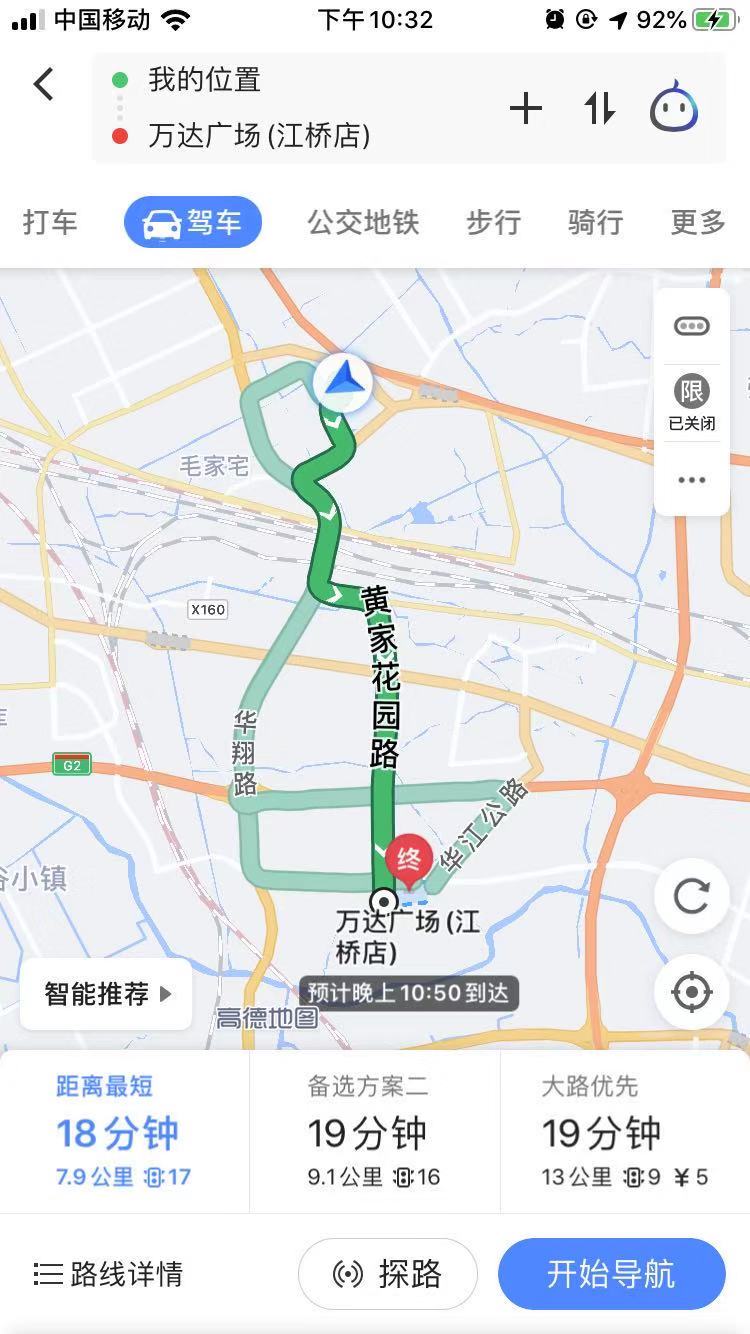 中国移动
下午10:32
92%
我的位置
万达广场(江桥店)
打车
驾车
公交地铁
步行
骑行
更多
限
已关闭
毛家宅
X160
黄家花园路
华翔路
G2
华江公路
谷小镇
终
万达广场(江
桥店)
预计晚上10:50到达
智能推荐
高德地图
距离最短
18分钟
7.9公里 17
备选方案二
19分钟
9.1公里 16
大路优先
19分钟
13公里 9 ¥5
路线详情
探路
开始导航